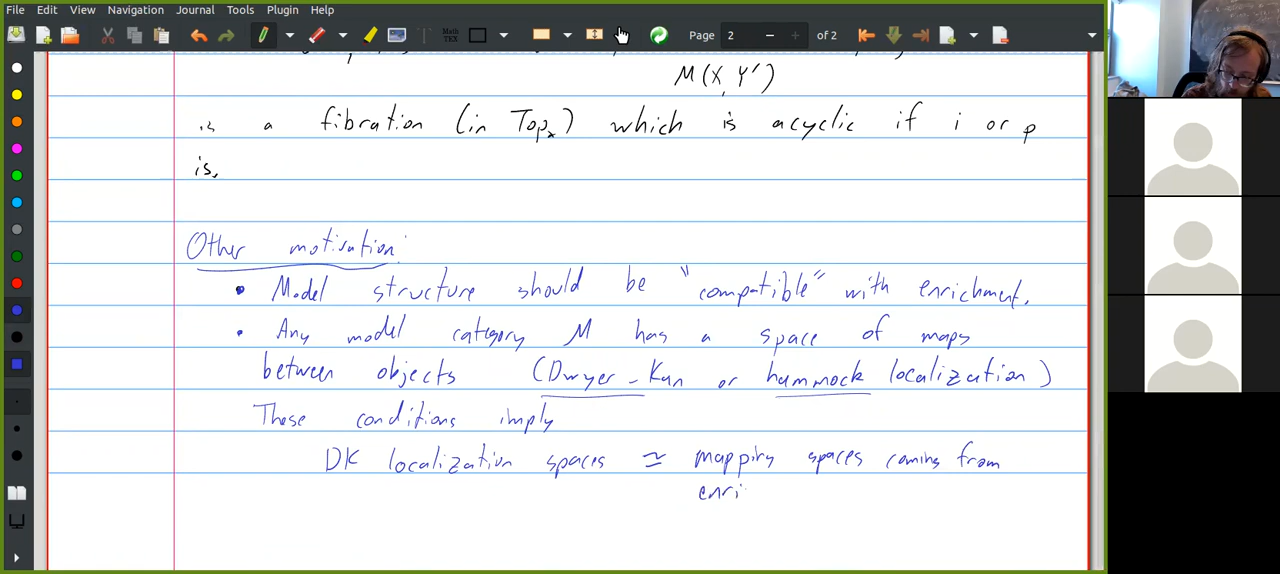 File Edit View Navigation Journal Tools Plugin Help
Math TEX
Page 2 of 2
M(X, Y')
is a fibration (in Top*) which is acyclic if i or p
is.
Other motivation:
• Model structure should be "compatible" with enrichment.
• Any model category M has a space of maps
between objects (Dwyer-Kan or hammock localization)
These conditions imply
DK localization spaces ≃ mapping spaces coming from
enri